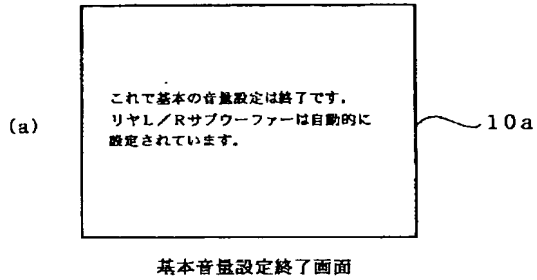 これで基本の音量設定は終了です.
リヤL／Rサブウーファーは自動的に
設定されています.
(a)
10a
基本音量設定終了画面